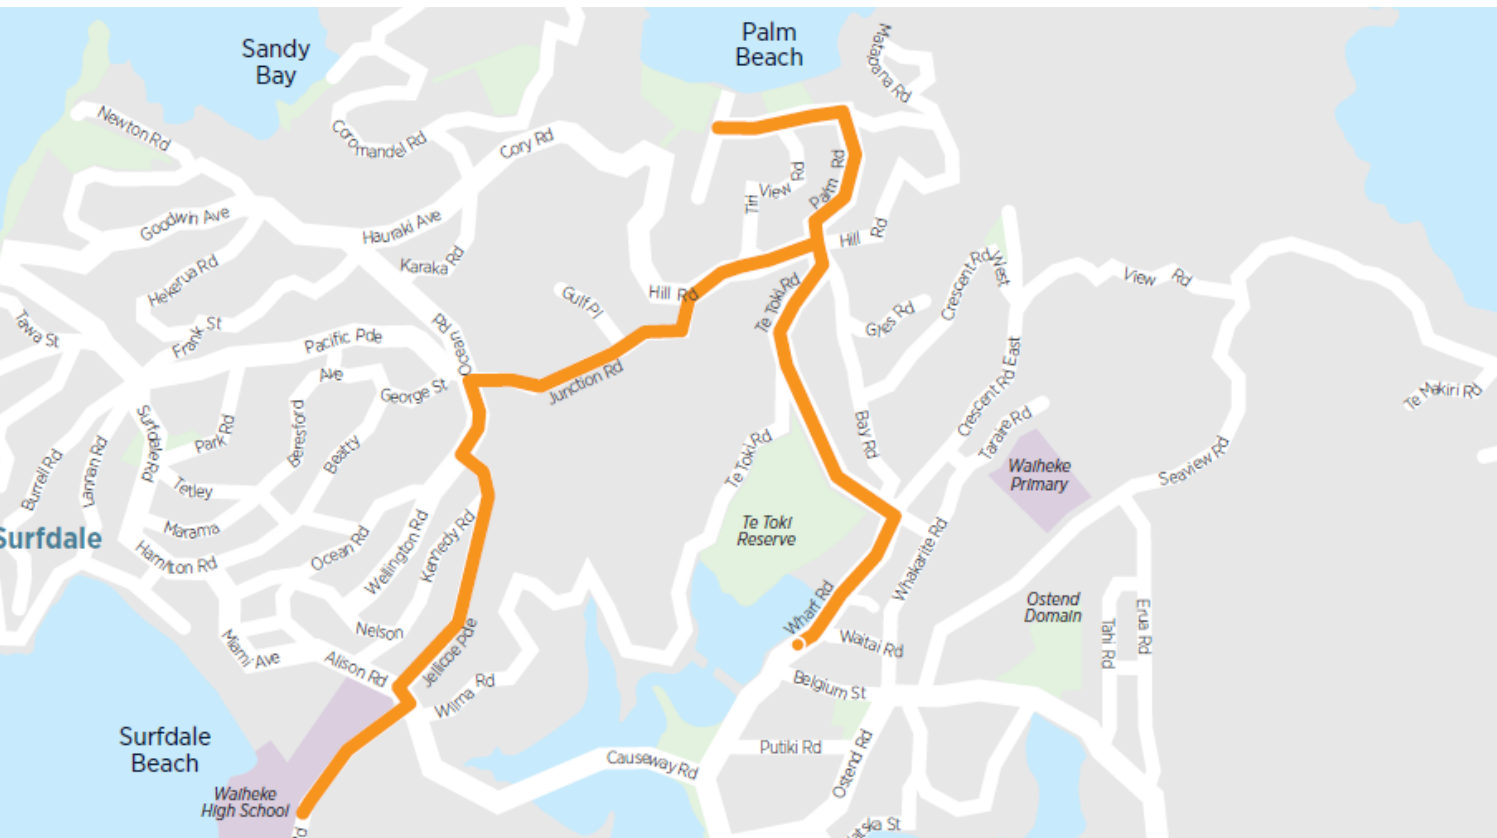 Sandy
Bay
Palm
Beach
Matapana Rd
Newton Rd
Coromandel Rd
Cory Rd
Goodwin Ave
Hauraki Ave
Karaka Rd
Hekerua Rd
Tiri View Rd
Palm Rd
Hill Rd
Hill Rd
Te Toki Rd
Gulf Pl
Giles Rd
Crescent Rd West
View Rd
Tawa St
Frank St
Pacific Pde
Ocean Rd
Ave
George St
Junction Rd
Crescent Rd East
Te Makiri Rd
Surfdale Rd
Park Rd
Beresford
Beatty
Te Toki Rd
Bay Rd
Taraire Rd
Waiheke
Primary
Seaview Rd
Burrell Rd
Lannan Rd
Tetley
Marama
Surfdale
Hamilton Rd
Ocean Rd
Wellington Rd
Kennedy Rd
Te Toki
Reserve
Whakarite Rd
Wharf Rd
Ostend
Domain
Tahi Rd
Erua Rd
Nelson
Miami Ave
Alison Rd
Jellicoe Pde
Wilma Rd
Waitai Rd
Belgium St
Surfdale
Beach
Putiki Rd
Ostend Rd
Causeway Rd
Waiheke
High School
Rd